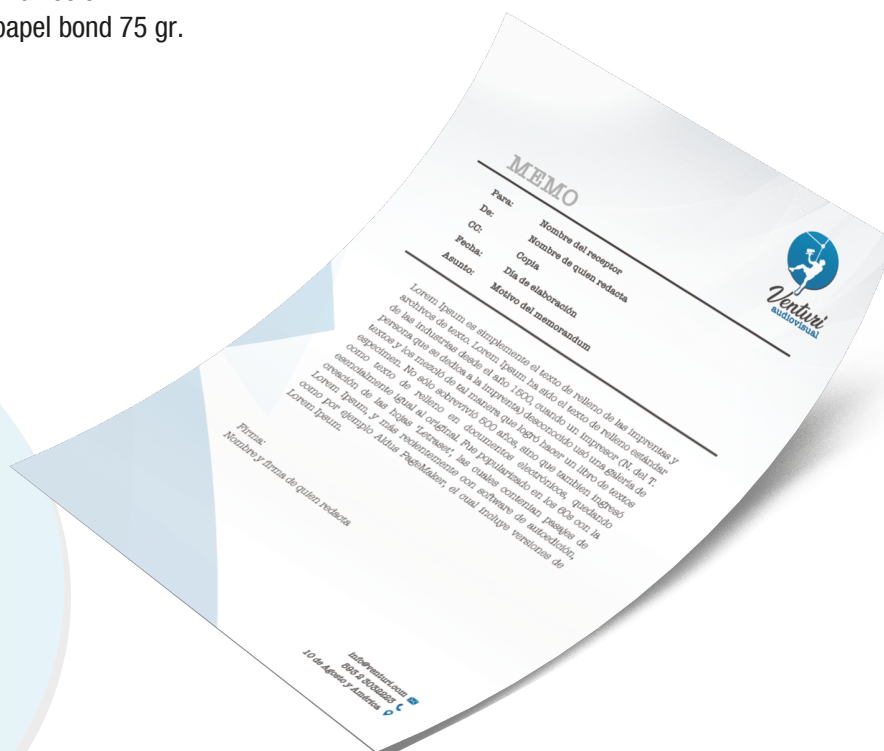 papel bond 75 gr.
MEMO
Para: Nombre del receptor
De: Nombre de quien redacta
CC: Copia
Fecha: Día de elaboración
Asunto: Motivo del memorandum
Venturi
audiovisual
Lorem Ipsum es simplemente el texto de relleno de las imprentas y
archivos de texto. Lorem Ipsum ha sido el texto de relleno estándar
de las industrias desde el año 1500, cuando un impresor (N. del T.
persona que se dedica a la imprenta) desconocido usó una galería de
textos y los mezcló de tal manera que logró hacer un libro de textos
especimen. No sólo sobrevivió 500 años, sino que tambien ingresó
como texto de relleno en documentos electrónicos, quedando
esencialmente igual al original. Fue popularizado en los 60s con la
creación de las hojas 'Letraset', las cuales contenian pasajes de
Lorem Ipsum, y más recientemente con software de autoedición,
como por ejemplo Aldus PageMaker, el cual incluye versiones de
Lorem Ipsum.
Firma:
Nombre y firma de quien redacta
info@venturi.com
593 2 3032223
10 de Agosto y América